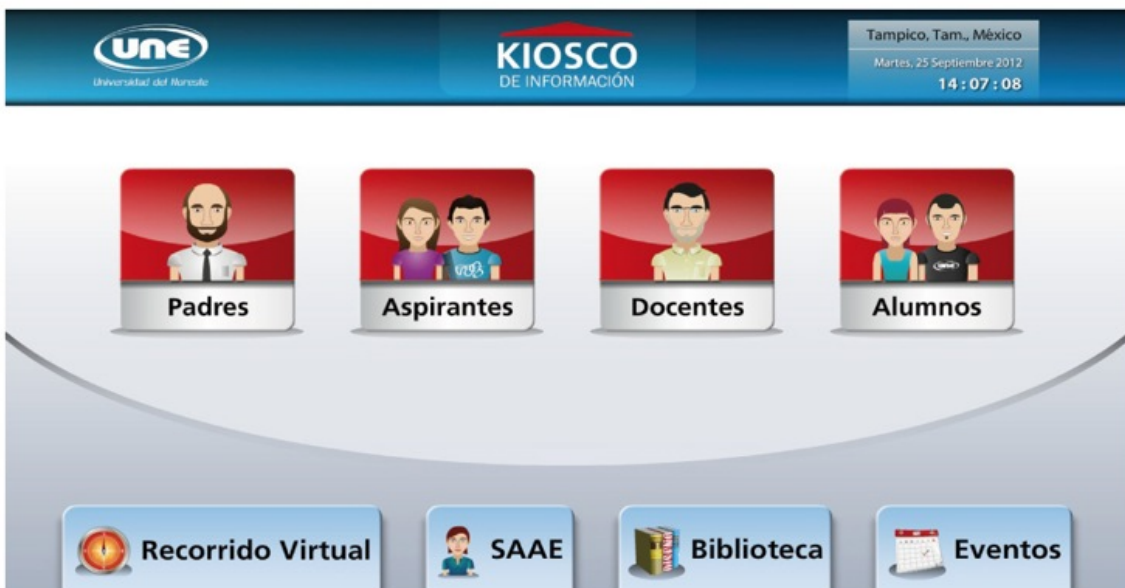 UNE
Universidad del Noreste
KIOSCO
DE INFORMACIÓN
Tampico, Tam., México
Martes, 25 Septiembre 2012
14:07:08
Padres
Aspirantes
Docentes
UNE
Alumnos
Recorrido Virtual
SAAE
Biblioteca
Eventos